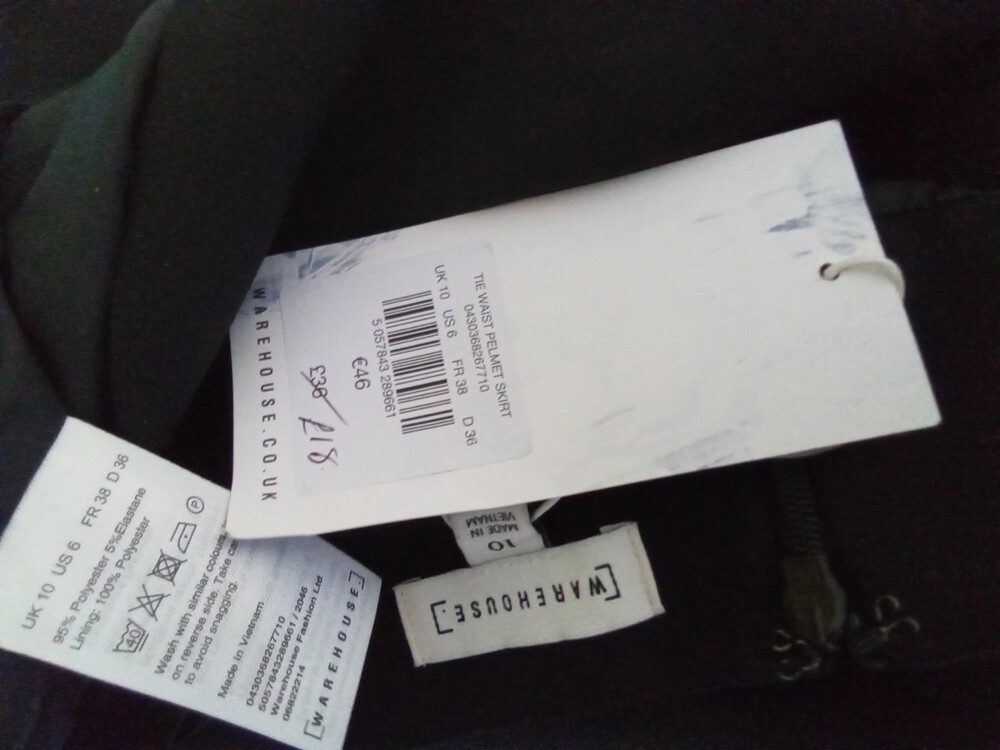 TIE WAIST PELMET SKIRT
0430368267710
UK 10 US 6 FR 38 D 36
5 057843 289661
€46
£36
£18
WAREHOUSE.CO.UK
UK 10 US 6 FR 38 D 36
95% Polyester 5%Elastane
Lining: 100% Polyester
40 P
Wash with similar colours
on reverse side. Take
to avoid snagging.
Made in Vietnam
0430368267710
5057843289661 / 2046
Warehouse Fashion Ltd
06822214
[WAREHOUSE.]
10
MADE IN
VIETNAM
[WAREHOUSE.]